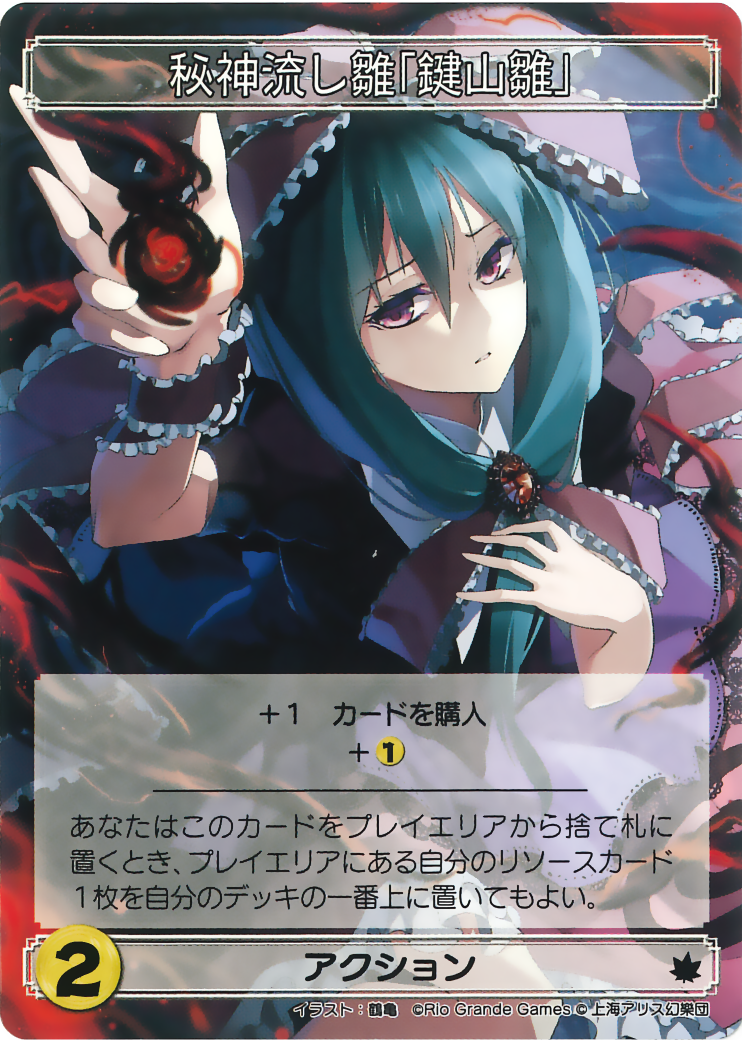 秘神流し雛「鍵山雛」
+1　カードを購入
+1
あなたはこのカードをプレイエリアから捨て札に
置くとき、プレイエリアにある自分のリソースカード
1枚を自分のデッキの一番上に置いてもよい。
2
アクション
イラスト：鶴亀　©Rio Grande Games © 上海アリス幻樂団